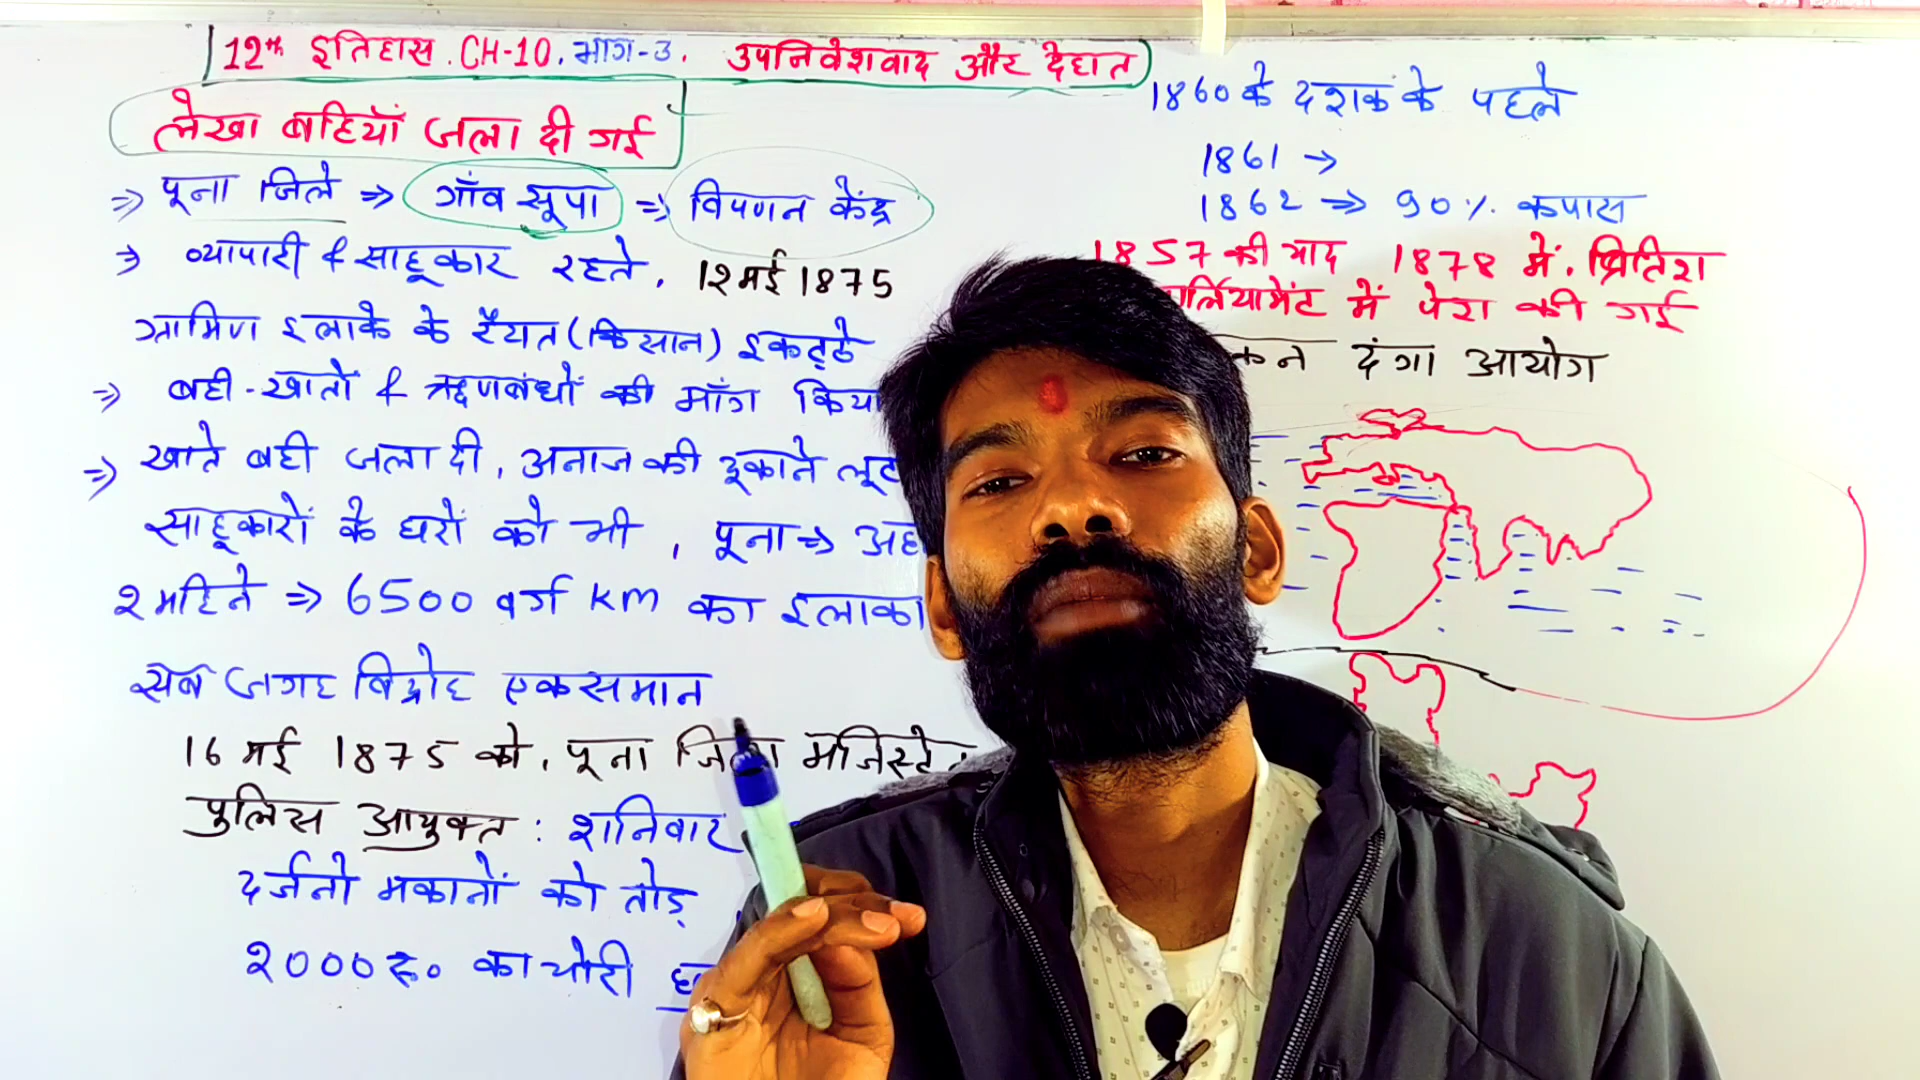 12th इतिहास. CH-10. भाग-3. उपनिवेशवाद और देहात
लेखा बहियाँ जला दी गई
⇒ पूना जिले ⇒ गाँव सूपा ⇒ विपणन केंद्र
⇒ व्यापारी & साहूकार रहते. 12 मई 1875
ग्रामिण इलाके के रैयत (किसान) इकट्ठे
⇒ बही-खातों & ऋणबंधों की माँग किया
⇒ खाते बही जला दी, अनाज की दूकाने लूट
साहूकारों के घरों को भी, पूना ⇒
2 महिने ⇒ 6500 वर्ग km का इलाका
सब जगह विद्रोह एकसमान
16 मई 1875 को, पूना जिला
पुलिस आयुक्त : शनिवार
दर्जनो मकानों को तोड़
2000 रू० का चोरी
1860 के दशक के पहले
1861 →
1862 ⇒ 90% कपास
1857 की याद 1878 में. ब्रितिश
में पेश की गई
दंगा आयोग